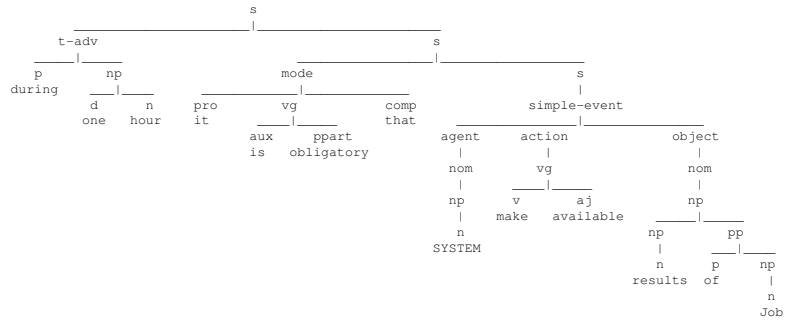 s
t-adv s
p np mode s
during
d n pro vg comp simple-event
one hour it that
aux ppart agent action object
is obligatory
nom vg nom
np v aj np
make available
n np pp
SYSTEM
n p np
results of
n
Job